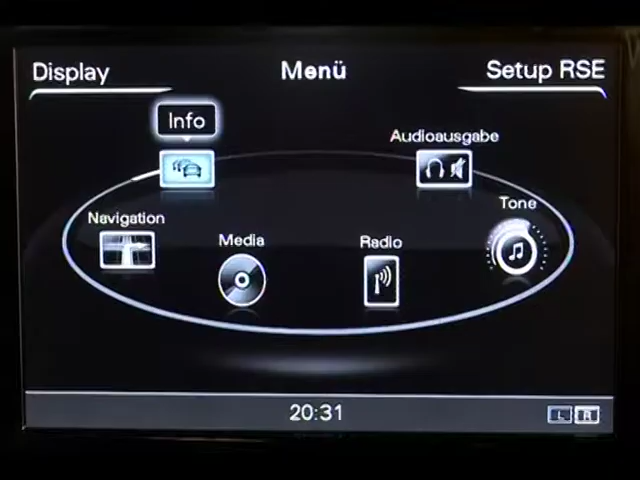 Display
Menü
Setup RSE
Info
Audioausgabe
Tone
Navigation
Media
Radio
20:31
L R